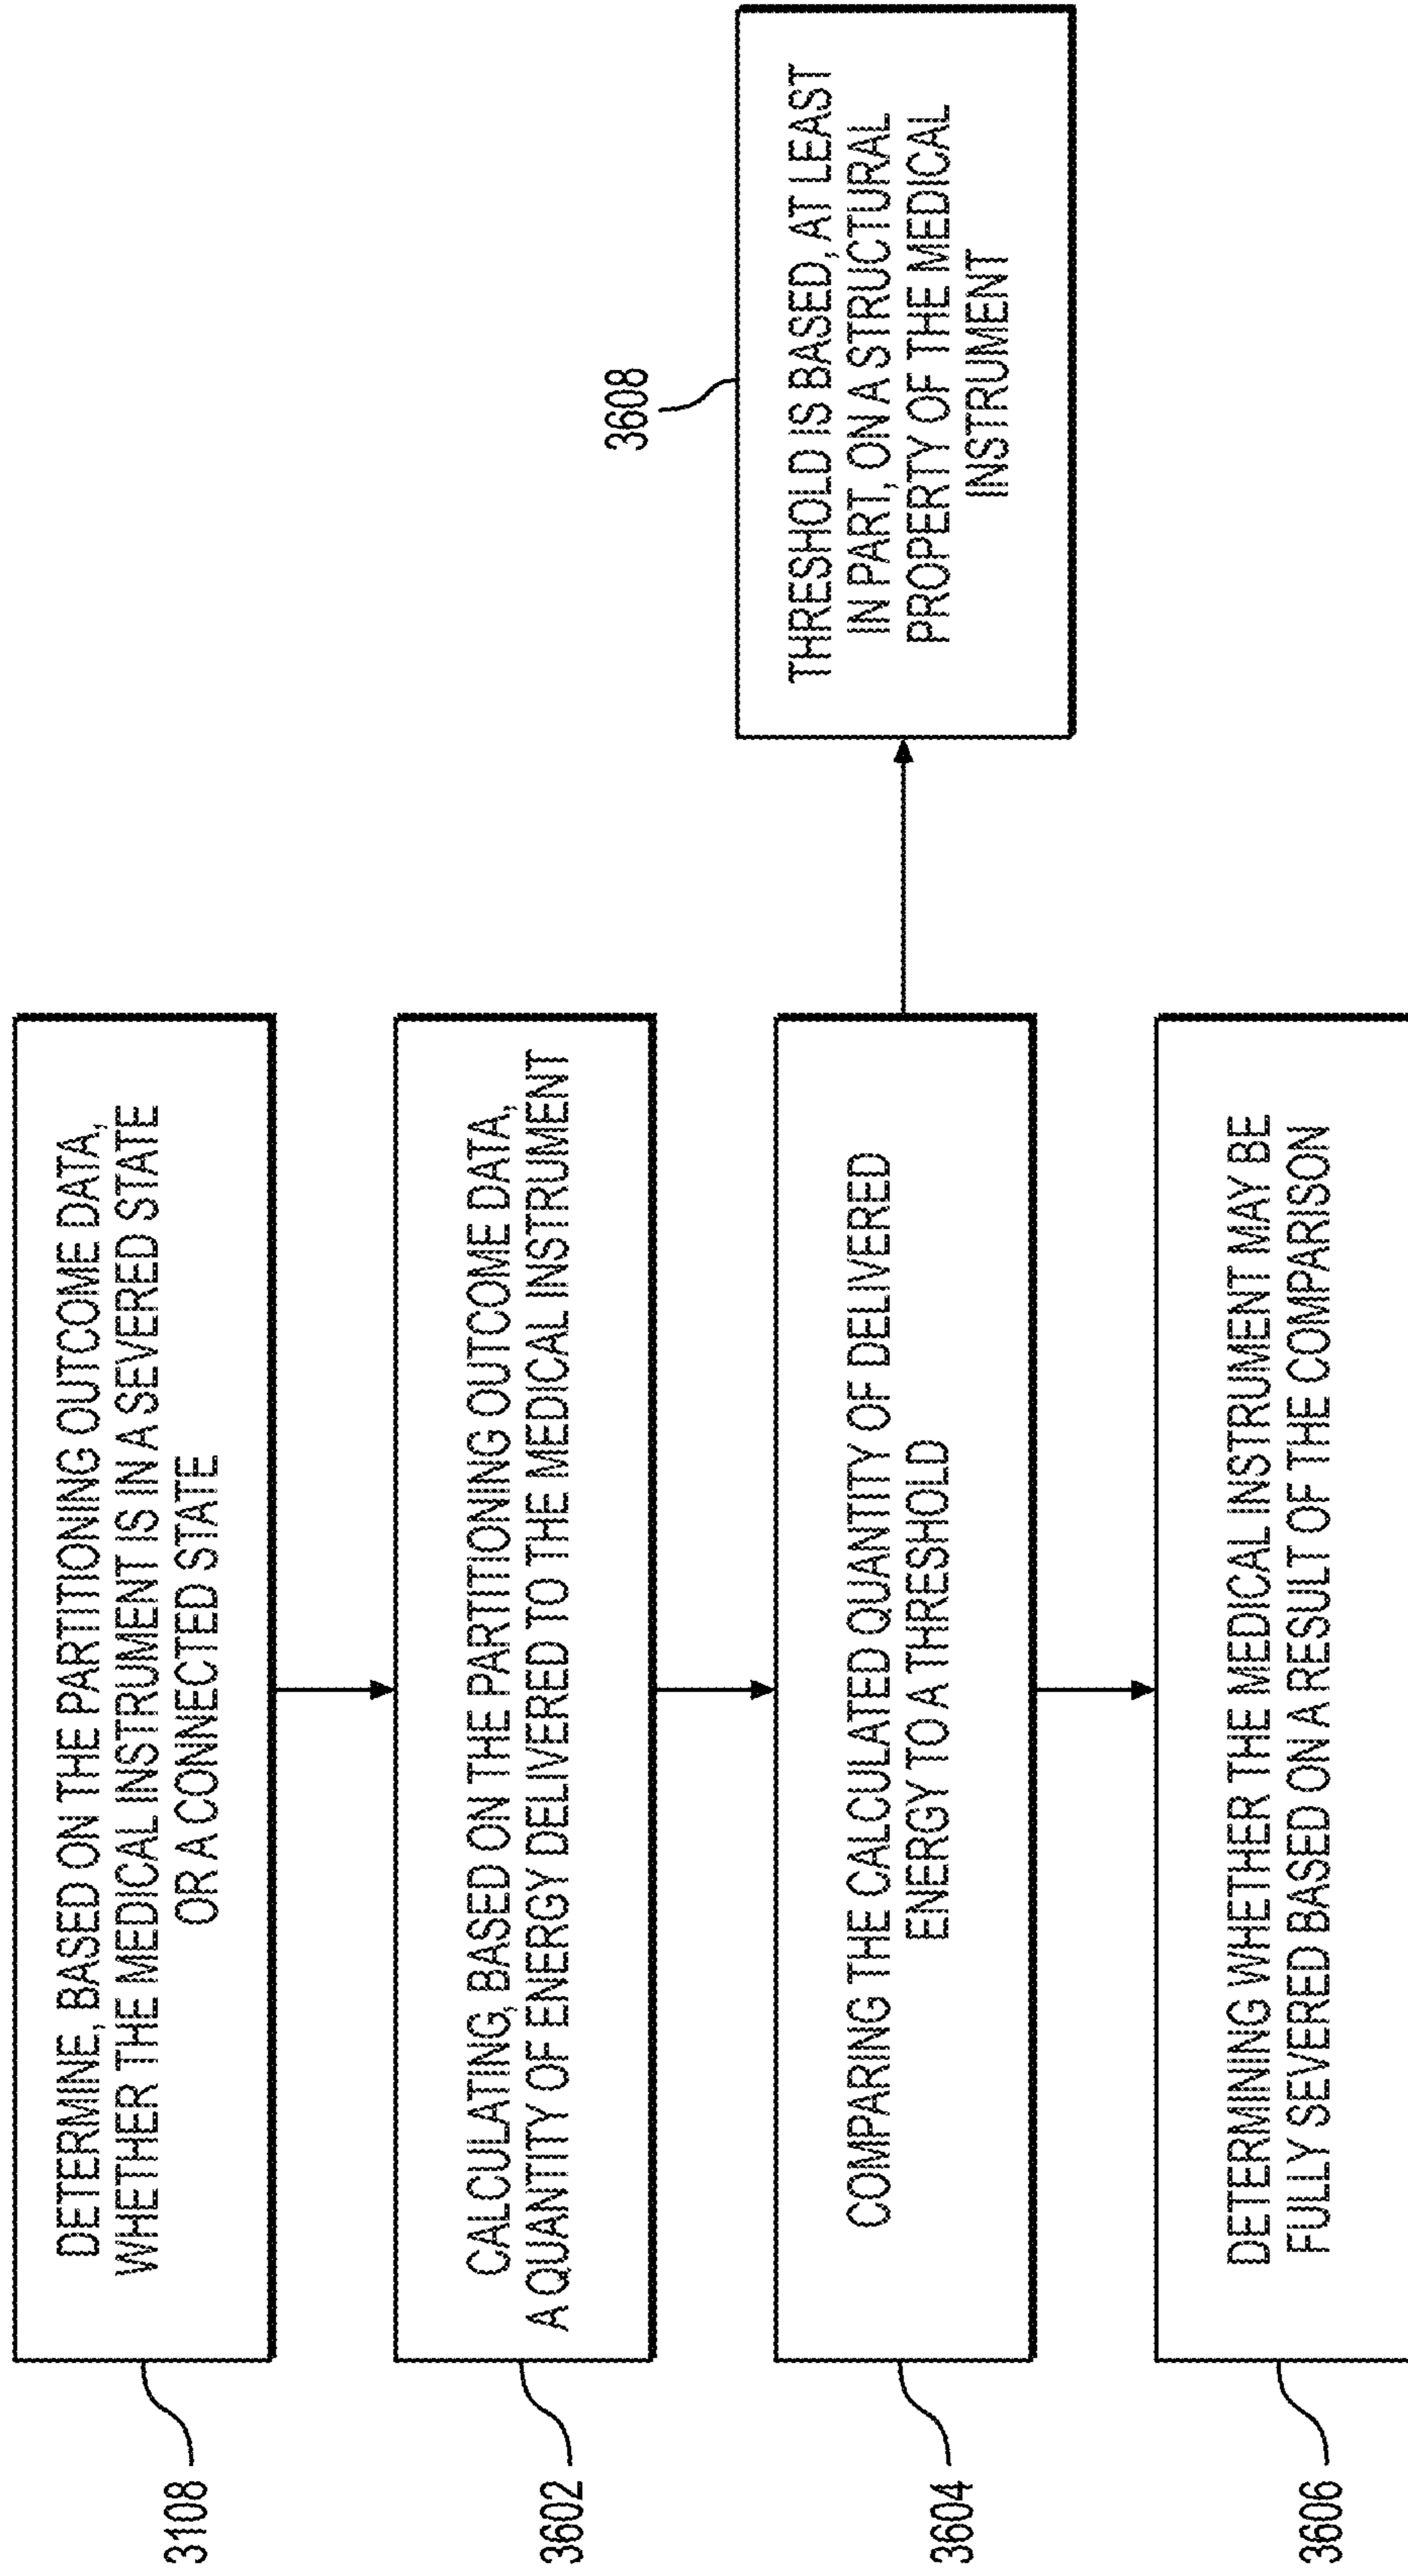 3108
DETERMINE, BASED ON THE PARTITIONING OUTCOME DATA,
WHETHER THE MEDICAL INSTRUMENT IS IN A SEVERED STATE
OR A CONNECTED STATE
3602
CALCULATING, BASED ON THE PARTITIONING OUTCOME DATA,
A QUANTITY OF ENERGY DELIVERED TO THE MEDICAL INSTRUMENT
3604
COMPARING THE CALCULATED QUANTITY OF DELIVERED
ENERGY TO A THRESHOLD
3608
THRESHOLD IS BASED, AT LEAST
IN PART, ON A STRUCTURAL
PROPERTY OF THE MEDICAL
INSTRUMENT
3606
DETERMINING WHETHER THE MEDICAL INSTRUMENT MAY BE
FULLY SEVERED BASED ON A RESULT OF THE COMPARISON